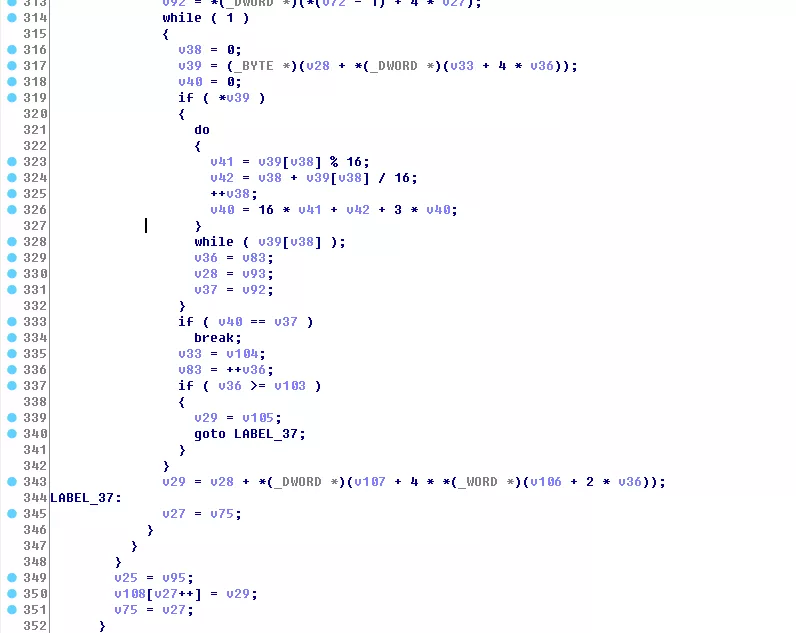 313 v92 = *(_DWORD *)(*(v72 - 1) + 4 * v27);
314 while ( 1 )
315 {
316 v38 = 0;
317 v39 = (_BYTE *)(v28 + *(_DWORD *)(v33 + 4 * v36));
318 v40 = 0;
319 if ( *v39 )
320 {
321 do
322 {
323 v41 = v39[v38] % 16;
324 v42 = v38 + v39[v38] / 16;
325 ++v38;
326 v40 = 16 * v41 + v42 + 3 * v40;
327 }
328 while ( v39[v38] );
329 v36 = v83;
330 v28 = v93;
331 v37 = v92;
332 }
333 if ( v40 == v37 )
334 break;
335 v33 = v104;
336 v83 = ++v36;
337 if ( v36 >= v103 )
338 {
339 v29 = v105;
340 goto LABEL_37;
341 }
342 }
343 v29 = v28 + *(_DWORD *)(v107 + 4 * *(_WORD *)(v106 + 2 * v36));
344 LABEL_37:
345 v27 = v75;
346 }
347 }
348 }
349 v25 = v95;
350 v108[v27++] = v29;
351 v75 = v27;
352 }